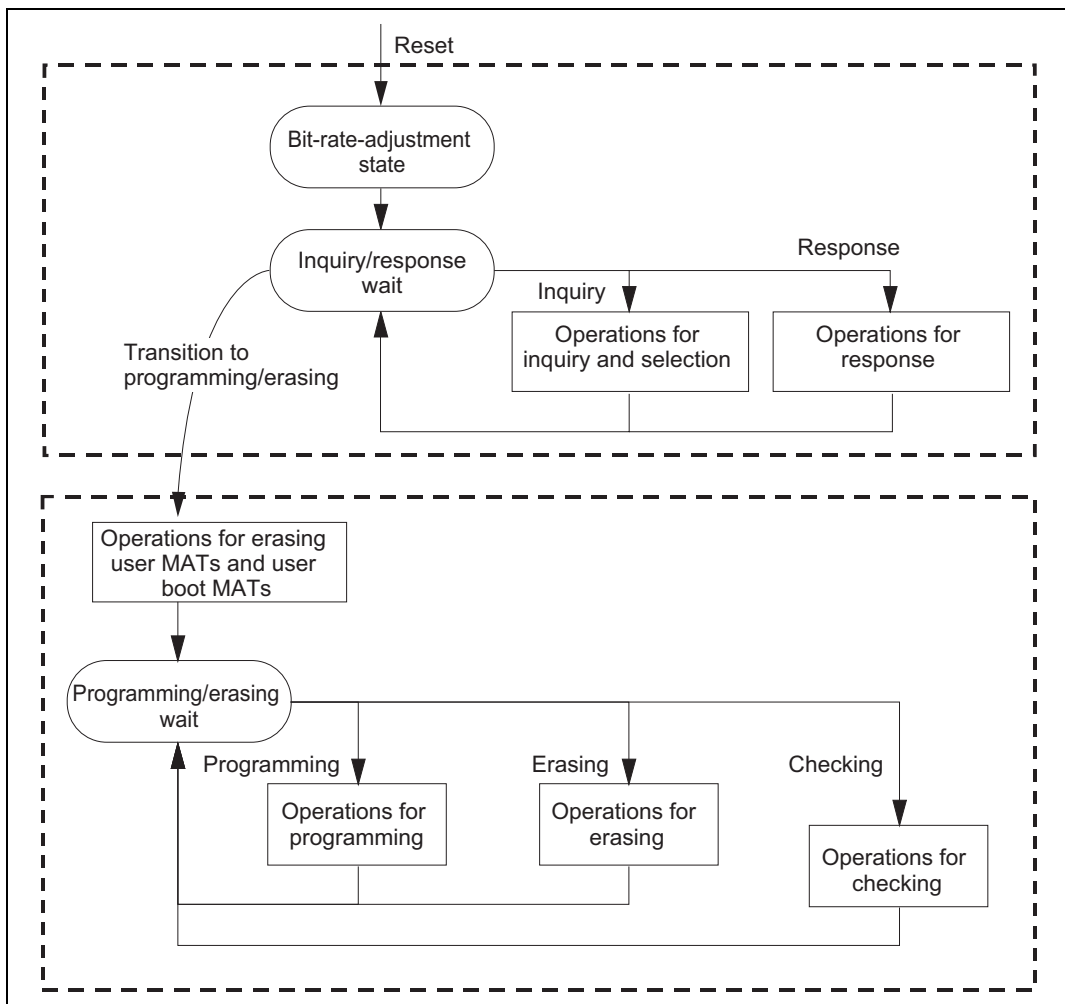 Reset
Bit-rate-adjustment
state
Inquiry/response
wait
Response
Inquiry
Operations for
inquiry and selection
Operations for
response
Transition to
programming/erasing
Operations for erasing
user MATs and user
boot MATs
Programming/erasing
wait
Programming
Erasing
Checking
Operations for
programming
Operations for
erasing
Operations for
checking